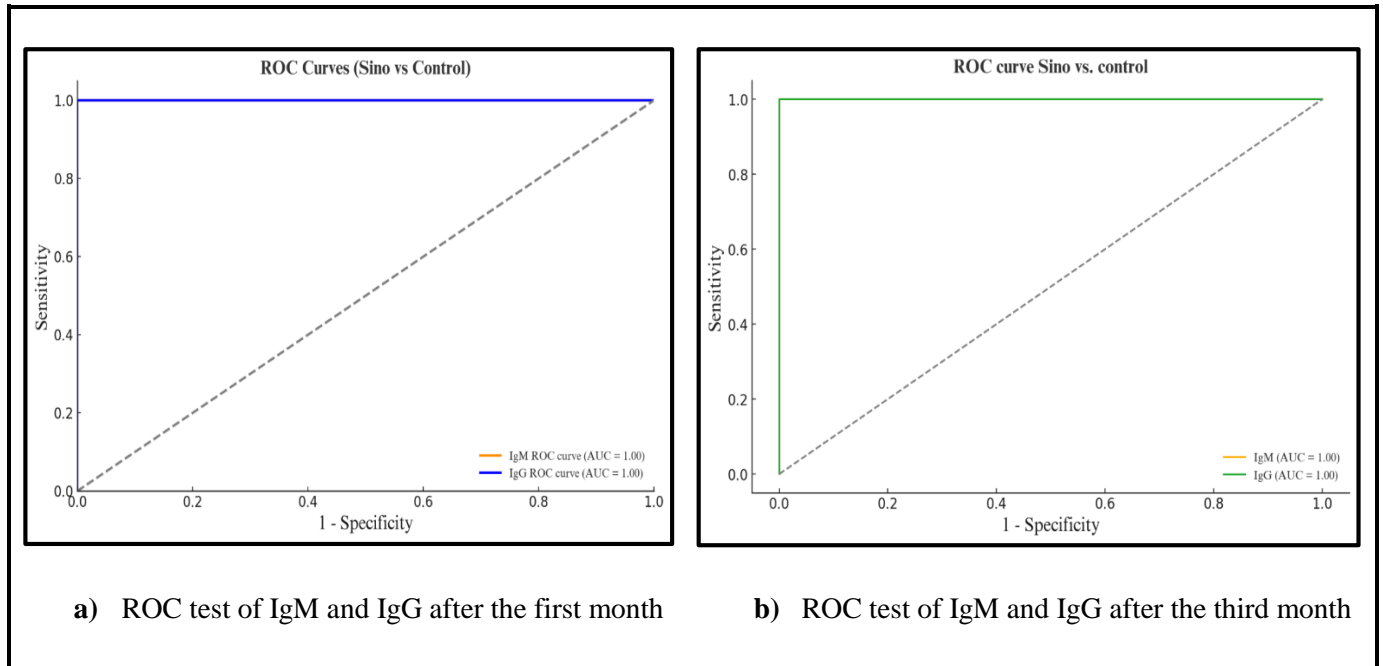 ROC Curves (Sino vs Control)
1.0
0.8
0.6
0.4
0.2
0.0
Sensitivity
0.0 0.2 0.4 0.6 0.8 1.0
1 - Specificity
IgM ROC curve (AUC = 1.00)
IgG ROC curve (AUC = 1.00)
ROC curve Sino vs. control
1.0
0.8
0.6
0.4
0.2
0.0
Sensitivity
0.0 0.2 0.4 0.6 0.8 1.0
1 - Specificity
IgM (AUC = 1.00)
IgG (AUC = 1.00)
a) ROC test of IgM and IgG after the first month
b) ROC test of IgM and IgG after the third month